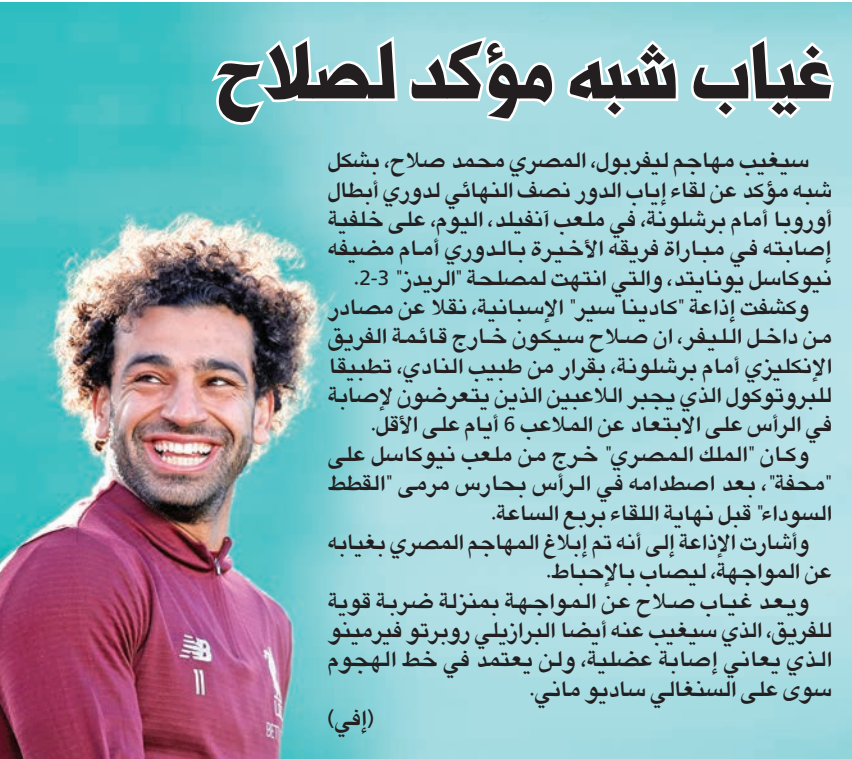 غياب شبه مؤكد لصلاح
سيغيب مهاجم ليفربول، المصري محمد صلاح، بشكل
شبه مؤكد عن لقاء إياب الدور نصف النهائي لدوري أبطال
أوروبا أمام برشلونة، في ملعب آنفيلد، اليوم، على خلفية
إصابته في مباراة فريقه الأخيرة بالدوري أمام مضيفه
نيوكاسل يونايتد، والتي انتهت لمصلحة "الريدز" 3-2.
وكشفت إذاعة "كادينا سير" الإسبانية، نقلا عن مصادر
من داخل الليفر، ان صلاح سيكون خارج قائمة الفريق
الإنكليزي أمام برشلونة، بقرار من طبيب النادي، تطبيقا
للبروتوكول الذي يجبر اللاعبين الذين يتعرضون لإصابة
في الرأس على الابتعاد عن الملاعب 6 أيام على الأقل.
وكان "الملك المصري" خرج من ملعب نيوكاسل على
"محفة"، بعد اصطدامه في الرأس بحارس مرمى "القطط
السوداء" قبل نهاية اللقاء بربع الساعة.
وأشارت الإذاعة إلى أنه تم إبلاغ المهاجم المصري بغيابه
عن المواجهة، ليصاب بالإحباط.
ويعد غياب صلاح عن المواجهة بمنزلة ضربة قوية
للفريق، الذي سيغيب عنه أيضا البرازيلي روبرتو فيرمينو
الذي يعاني إصابة عضلية، ولن يعتمد في خط الهجوم
سوى على السنغالي ساديو ماني.
(إفي)
NB
11